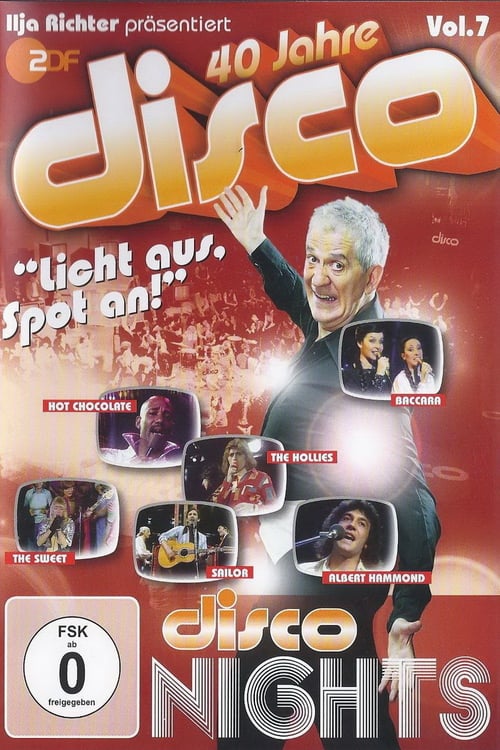 Ilja Richter präsentiert
Vol.7
ZDF
40 Jahre
disco
"Licht aus,
Spot an!"
disco
BACCARA
HOT CHOCOLATE
THE HOLLIES
THE SWEET
SAILOR
ALBERT HAMMOND
FSK
ab
0
freigegeben
disco
NIGHTS